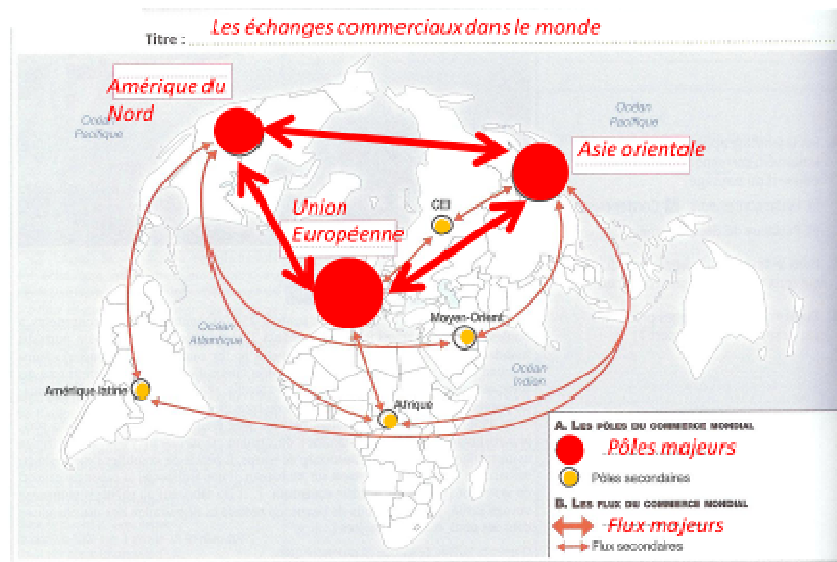 Titre : Les échanges commerciaux dans le monde
Amérique du
Nord
Océan
Pacifique
Océan
Pacifique
Asie orientale
CEI
Union
Européenne
Moyen-Orient
Océan
Atlantique
Océan
Indien
Amérique latine
Afrique
A. LES PÔLES DU COMMERCE MONDIAL
Pôles majeurs
Pôles secondaires
B. LES FLUX DU COMMERCE MONDIAL
Flux majeurs
Flux secondaires